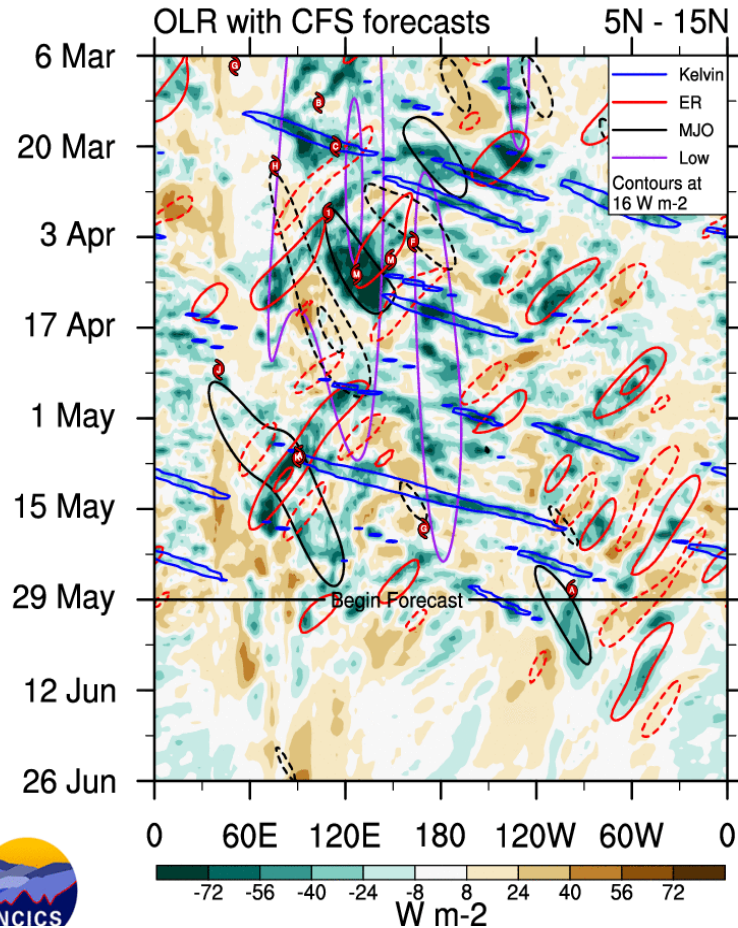 OLR with CFS forecasts 5N - 15N
6 Mar
20 Mar
3 Apr
17 Apr
1 May
15 May
29 May
12 Jun
26 Jun
Kelvin
ER
MJO
Low
Contours at
16 W m-2
G
B
C
H
F
M
M
J
K
G
A
Begin Forecast
0 60E 120E 180 120W 60W 0
-72 -56 -40 -24 -8 8 24 40 56 72
W m-2
NCICS